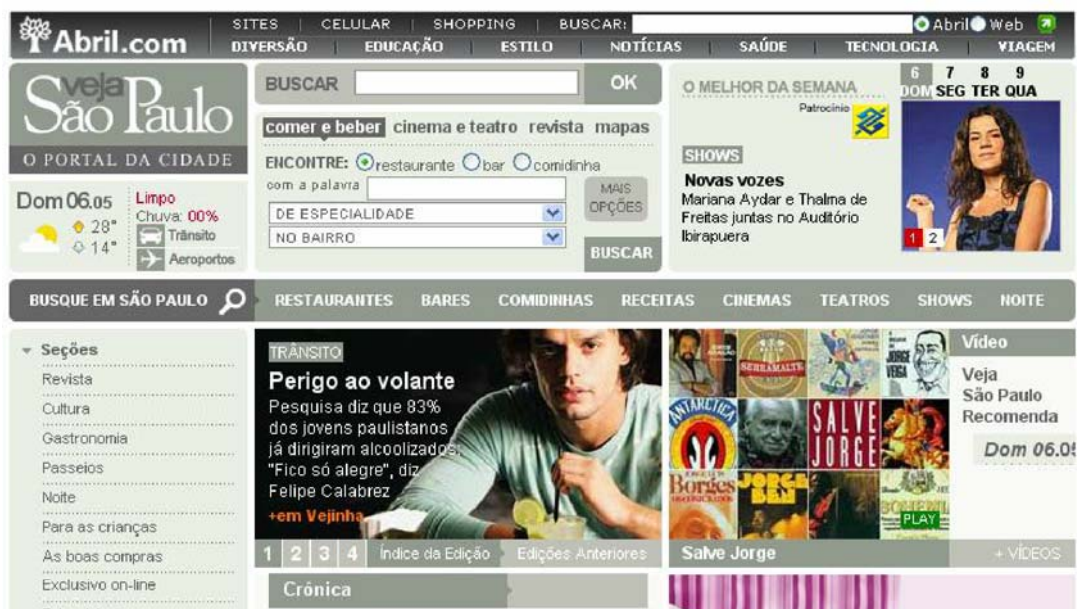 SITES | CELULAR | SHOPPING | BUSCAR: Abril Web
Abril.com
DIVERSÃO | EDUCAÇÃO | ESTILO | NOTÍCIAS | SAÚDE | TECNOLOGIA | VIAGEM
veja
São Paulo
O PORTAL DA CIDADE
Dom 06.05
28°
14°
Limpo
Chuva: 00%
Trânsito
Aeroportos
BUSCAR OK
comer e beber cinema e teatro revista mapas
ENCONTRE: restaurante bar comidinha
com a palavra
DE ESPECIALIDADE
NO BAIRRO
MAIS
OPÇÕES
BUSCAR
O MELHOR DA SEMANA
6 7 8 9
DOM SEG TER QUA
Patrocínio
SHOWS
Novas vozes
Mariana Aydar e Thalma de
Freitas juntas no Auditório
Ibirapuera
1 2
BUSQUE EM SÃO PAULO
RESTAURANTES BARES COMIDINHAS RECEITAS CINEMAS TEATROS SHOWS NOITE
Seções
Revista
Cultura
Gastronomia
Passeios
Noite
Para as crianças
As boas compras
Exclusivo on-line
TRÂNSITO
Perigo ao volante
Pesquisa diz que 83%
dos jovens paulistanos
já dirigiram alcoolizados.
"Fico só alegre", diz
Felipe Calabrez
+em Vejinha
1 2 3 4 Índice da Edição Edições Anteriores
Crônica
SERRAMALTE
JORGE
VEIGA
ANTARCTICA
SALVE
JORGE
Borges
JORGE
BEN
BOHEMIA
PLAY
Salve Jorge
+ VÍDEOS
Vídeo
Veja
São Paulo
Recomenda
Dom 06.05